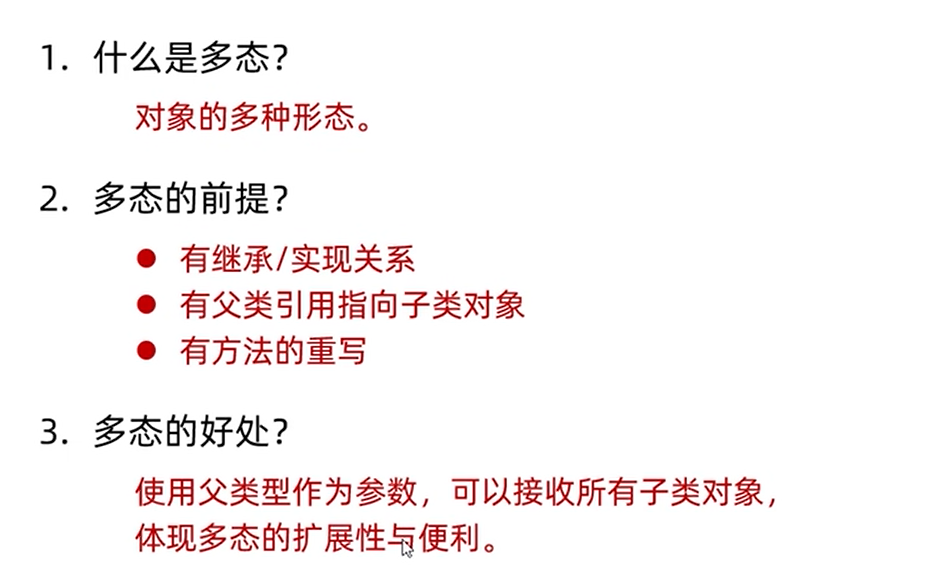 1. 什么是多态?
对象的多种形态。
2. 多态的前提?
● 有继承/实现关系
● 有父类引用指向子类对象
● 有方法的重写
3. 多态的好处?
使用父类型作为参数，可以接收所有子类对象，
体现多态的扩展性与便利。